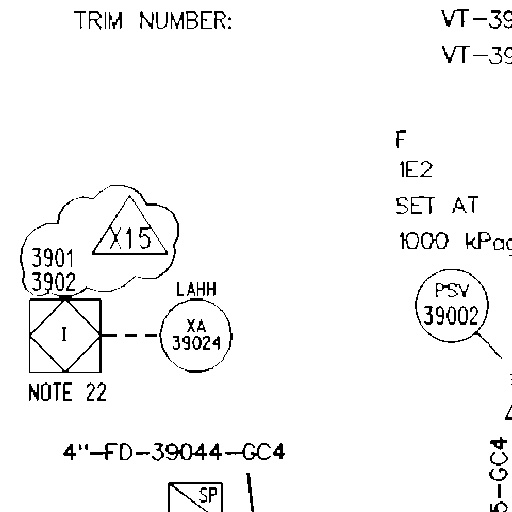 TRIM NUMBER:
VT-39
VT-39
F
1E2
SET AT
1000 kPag
X15
3901
3902
LAHH
PSV
39002
I
XA
39024
NOTE 22
4"-FD-39044-GC4
5-GC4
SP